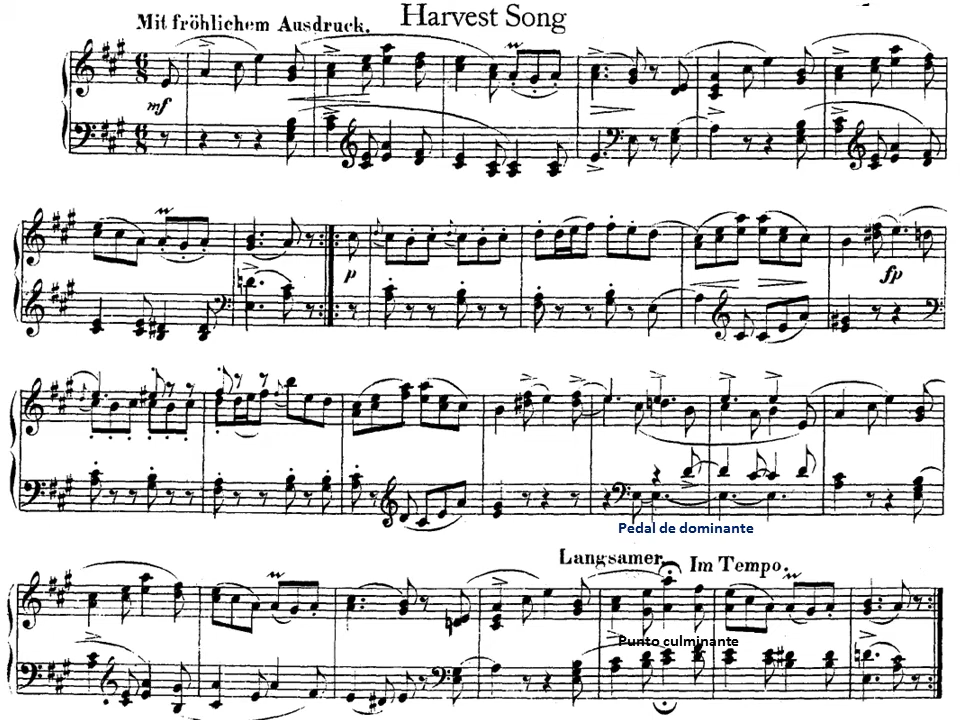 Harvest Song
Mit fröhlichem Ausdruck.
mf
p
fp
Pedal de dominante
Langsamer. Im Tempo.
Punto culminante